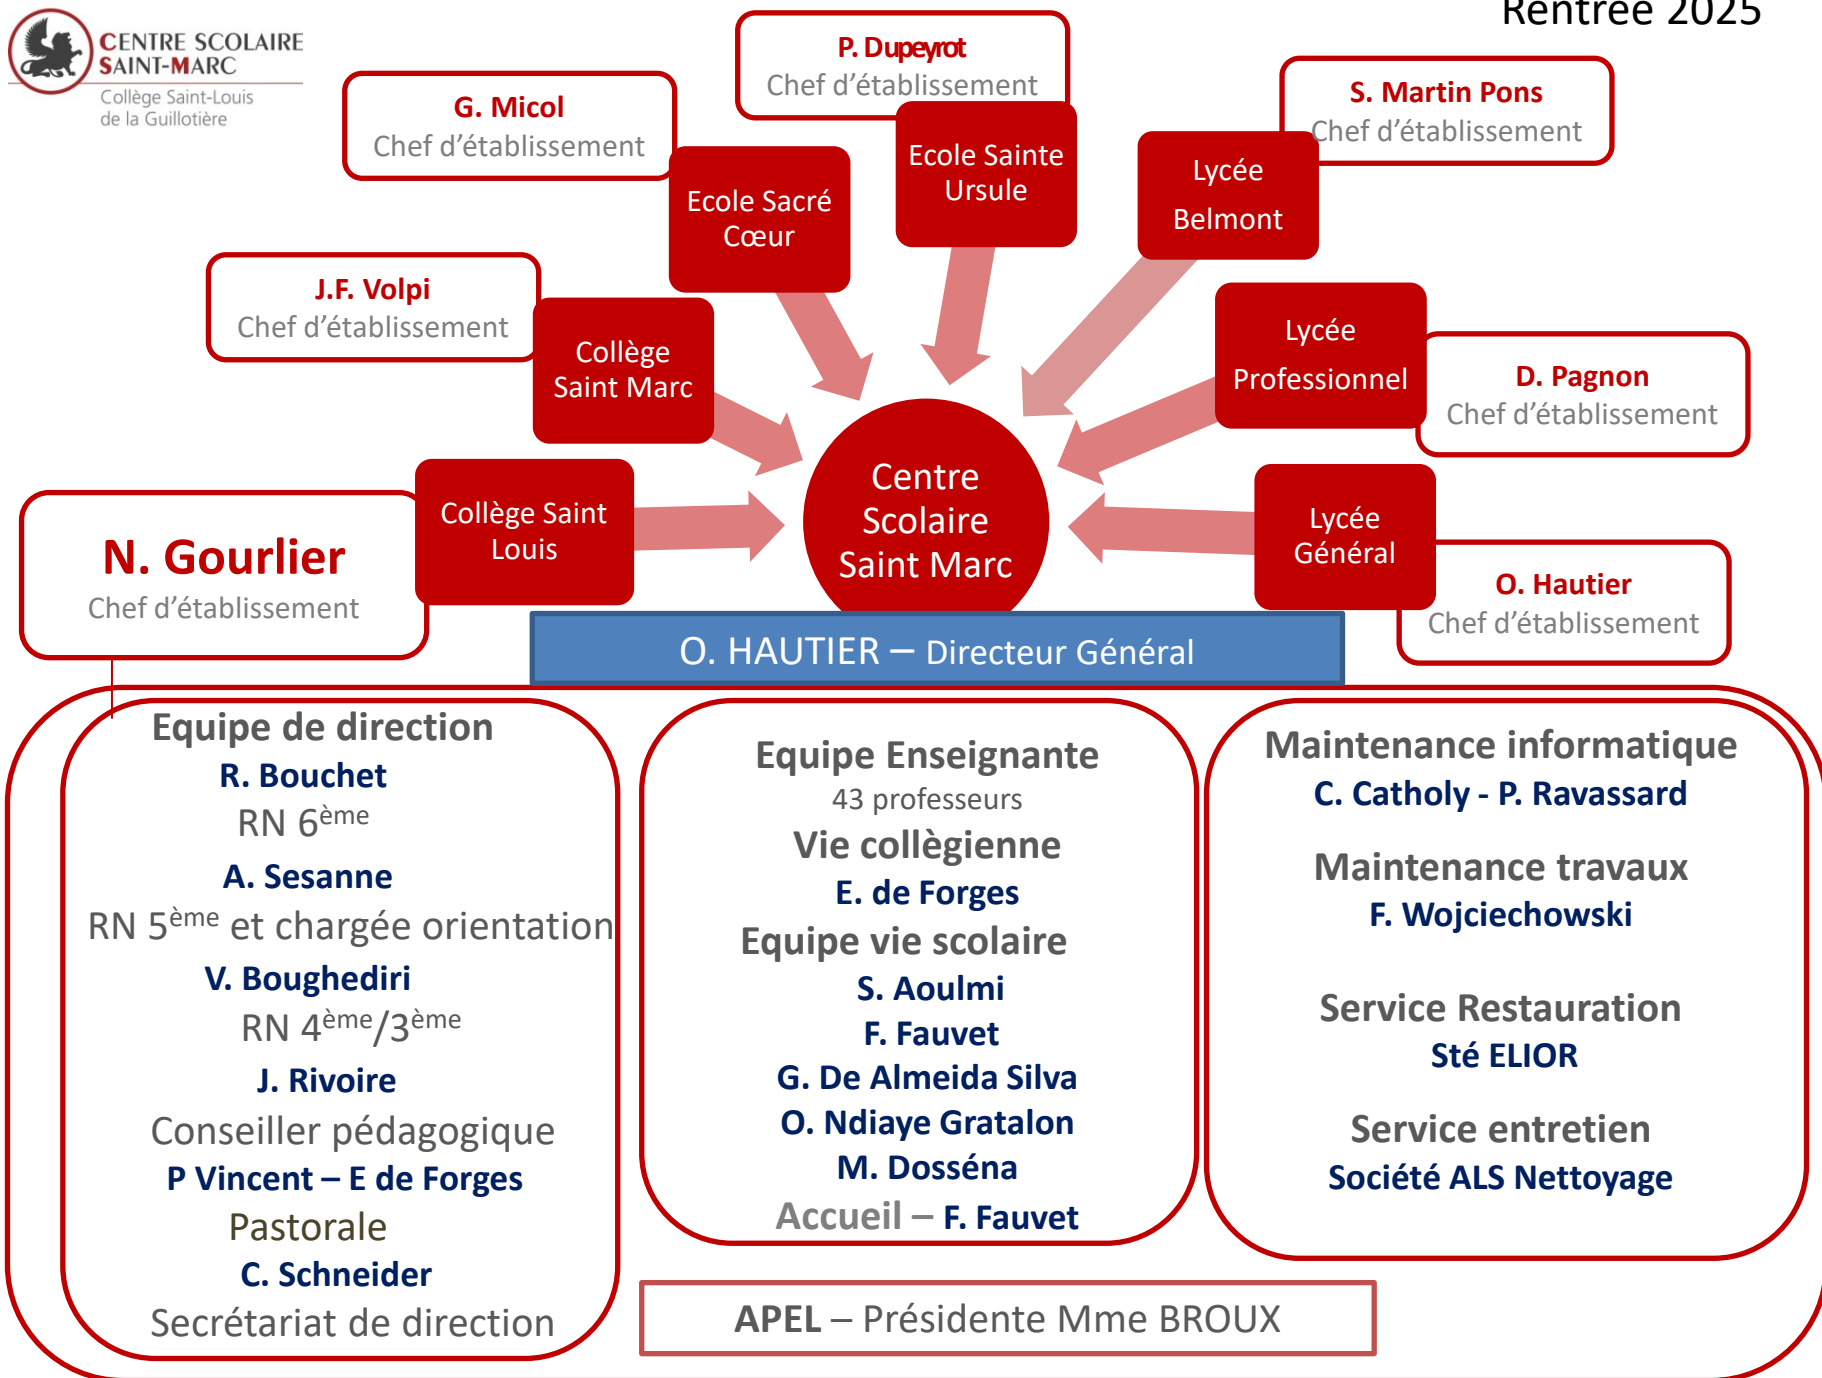 Rentrée 2025
CENTRE SCOLAIRE
SAINT-MARC
Collège Saint-Louis
de la Guillotière
P. Dupeyrot
Chef d'établissement
G. Micol
Chef d'établissement
S. Martin Pons
Chef d'établissement
Ecole Sainte
Ursule
Lycée
Belmont
Ecole Sacré
Cœur
J.F. Volpi
Chef d'établissement
Collège
Saint Marc
Lycée
Professionnel
D. Pagnon
Chef d'établissement
Centre
Scolaire
Saint Marc
N. Gourlier
Chef d'établissement
Collège Saint
Louis
Lycée
Général
O. Hautier
Chef d'établissement
O. HAUTIER – Directeur Général
Equipe de direction
R. Bouchet
RN 6ème
A. Sesanne
RN 5ème et chargée orientation
V. Boughediri
RN 4ème/3ème
J. Rivoire
Conseiller pédagogique
P Vincent – E de Forges
Pastorale
C. Schneider
Secrétariat de direction
Equipe Enseignante
43 professeurs
Vie collègienne
E. de Forges
Equipe vie scolaire
S. Aoulmi
F. Fauvet
G. De Almeida Silva
O. Ndiaye Gratalon
M. Dosséna
Accueil – F. Fauvet
Maintenance informatique
C. Catholy - P. Ravassard
Maintenance travaux
F. Wojciechowski
Service Restauration
Sté ELIOR
Service entretien
Société ALS Nettoyage
APEL – Présidente Mme BROUX